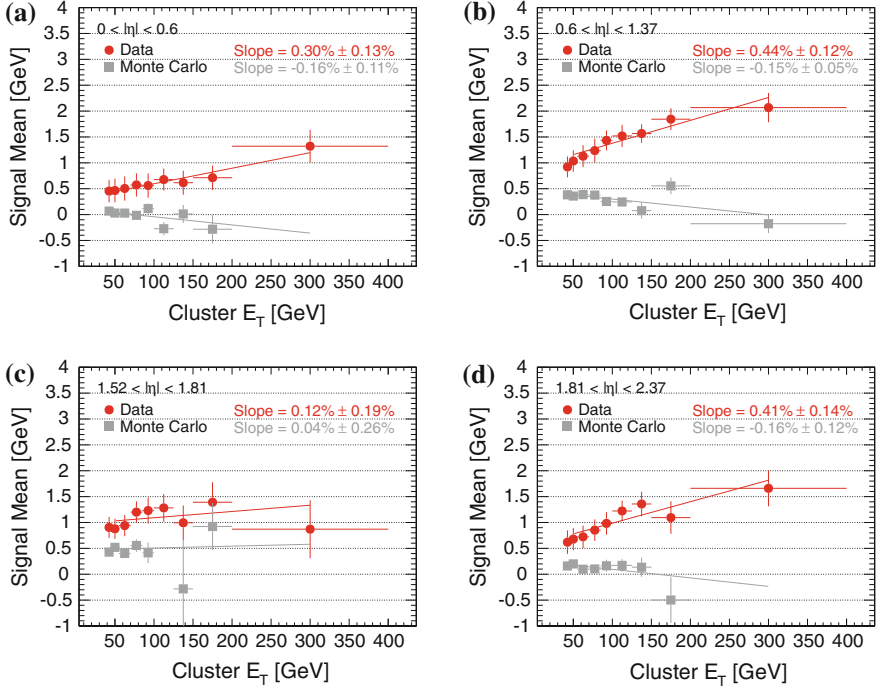 (a)
0 < |η| < 0.6
Data
Slope = 0.30% ± 0.13%
Monte Carlo
Slope = -0.16% ± 0.11%
Signal Mean [GeV]
4
3.5
3
2.5
2
1.5
1
0.5
0
-0.5
-1
50 100 150 200 250 300 350 400
Cluster E_T [GeV]
(b)
0.6 < |η| < 1.37
Data
Slope = 0.44% ± 0.12%
Monte Carlo
Slope = -0.15% ± 0.05%
Signal Mean [GeV]
4
3.5
3
2.5
2
1.5
1
0.5
0
-0.5
-1
50 100 150 200 250 300 350 400
Cluster E_T [GeV]
(c)
1.52 < |η| < 1.81
Data
Slope = 0.12% ± 0.19%
Monte Carlo
Slope = 0.04% ± 0.26%
Signal Mean [GeV]
4
3.5
3
2.5
2
1.5
1
0.5
0
-0.5
-1
50 100 150 200 250 300 350 400
Cluster E_T [GeV]
(d)
1.81 < |η| < 2.37
Data
Slope = 0.41% ± 0.14%
Monte Carlo
Slope = -0.16% ± 0.12%
Signal Mean [GeV]
4
3.5
3
2.5
2
1.5
1
0.5
0
-0.5
-1
50 100 150 200 250 300 350 400
Cluster E_T [GeV]